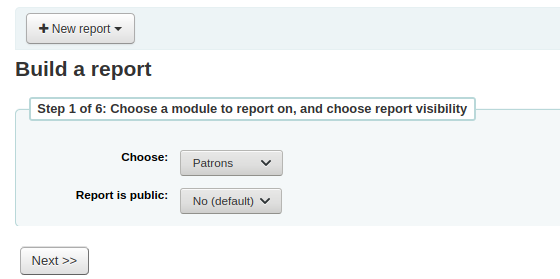 + New report
Build a report
Step 1 of 6: Choose a module to report on, and choose report visibility
Choose: Patrons
Report is public: No (default)
Next >>